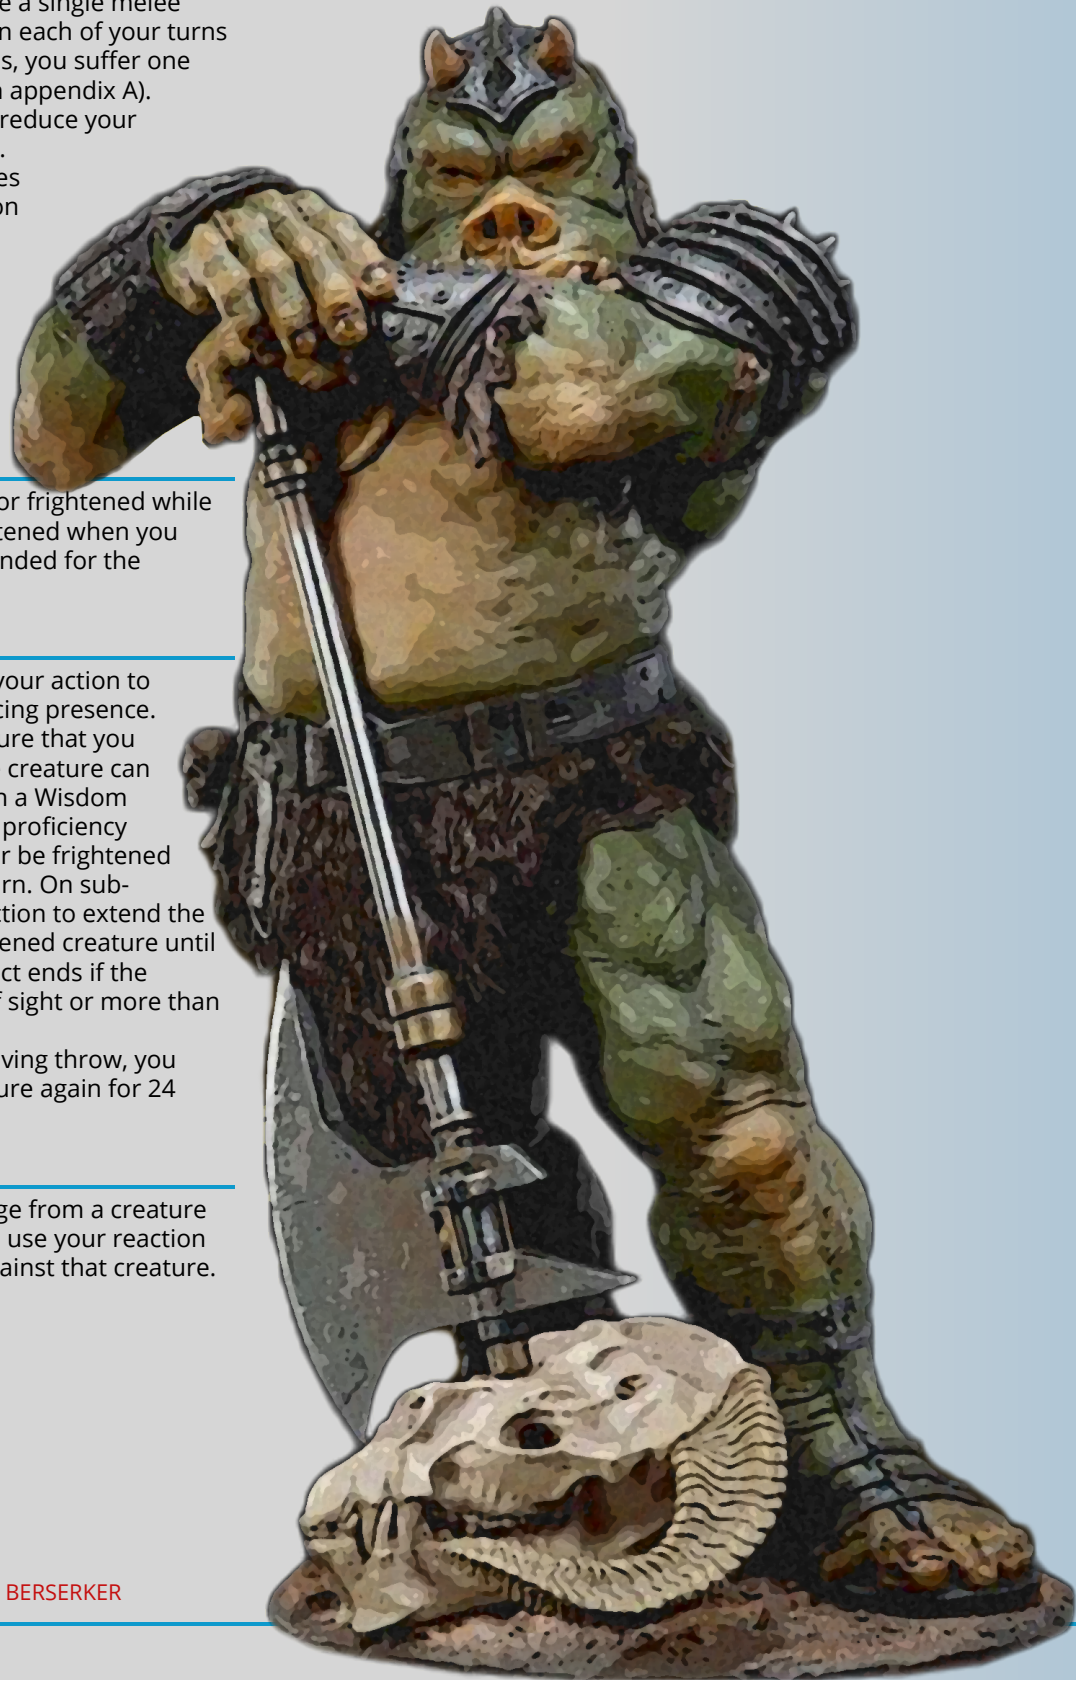 e a single melee
n each of your turns
s, you suffer one
n appendix A).
reduce your
.
es
on
or frightened while
tened when you
nded for the
your action to
cing presence.
ure that you
creature can
n a Wisdom
proficiency
r be frightened
rn. On sub-
ction to extend the
ened creature until
ct ends if the
f sight or more than
ving throw, you
ure again for 24
ge from a creature
use your reaction
ainst that creature.
BERSERKER